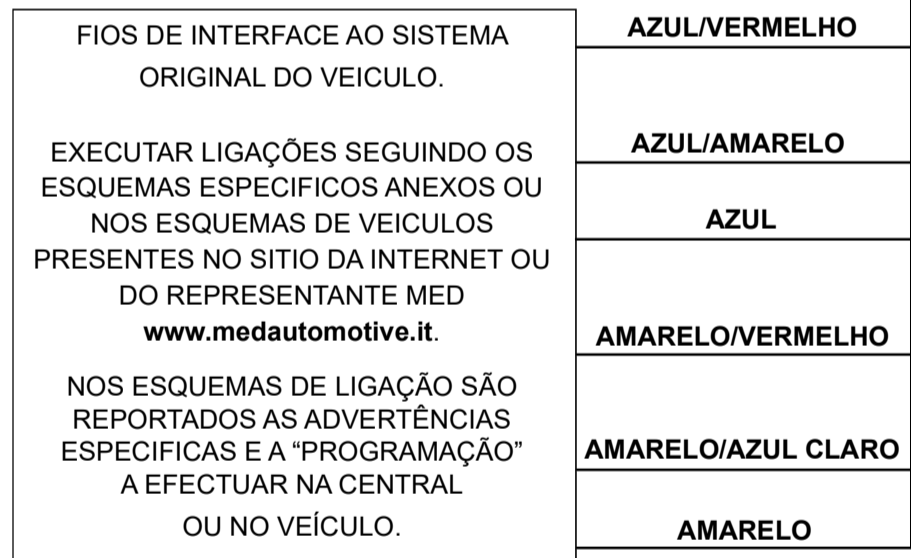 FIOS DE INTERFACE AO SISTEMA
ORIGINAL DO VEICULO.
EXECUTAR LIGAÇÕES SEGUINDO OS
ESQUEMAS ESPECIFICOS ANEXOS OU
NOS ESQUEMAS DE VEICULOS
PRESENTES NO SITIO DA INTERNET OU
DO REPRESENTANTE MED
www.medautomotive.it.
NOS ESQUEMAS DE LIGAÇÃO SÃO
REPORTADOS AS ADVERTÊNCIAS
ESPECIFICAS E A “PROGRAMAÇÃO”
A EFECTUAR NA CENTRAL
OU NO VEÍCULO.
AZUL/VERMELHO
AZUL/AMARELO
AZUL
AMARELO/VERMELHO
AMARELO/AZUL CLARO
AMARELO